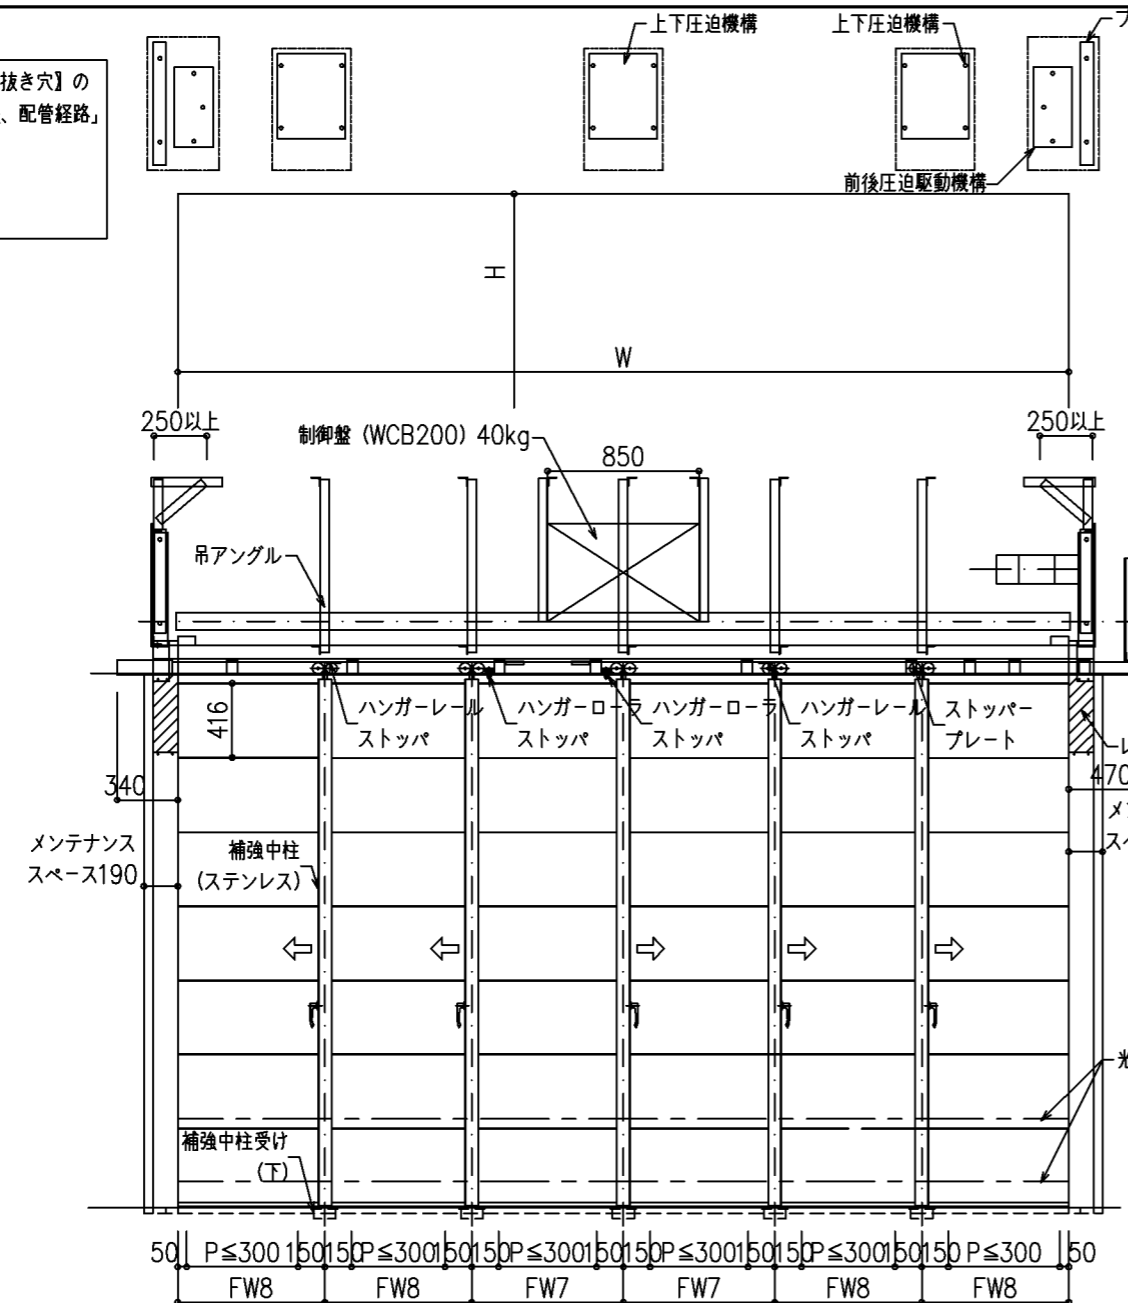 上下圧迫機構
上下圧迫機構
抜き穴】の
、配管経路」
前後圧迫駆動機構
H
W
250以上
250以上
制御盤 (WCB200) 40kg
850
吊アングル
416
ハンガーレール
ストッパ
ハンガーローラ
ストッパ
ハンガーローラ
ストッパ
ハンガーレール
ストッパ
ストッパー
プレート
340
470
メンテナンス
スペース190
補強中柱
(ステンレス)
補強中柱受け
(下)
50 P≦300 150 150 P≦300 150 150 P≦300 150 150 P≦300 150 150 P≦300 150 150 P≦300 50
FW8 FW8 FW7 FW7 FW8 FW8